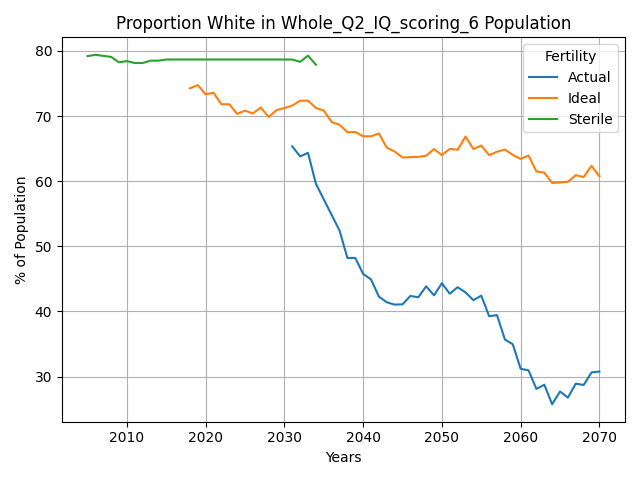 Proportion White in Whole_Q2_IQ_scoring_6 Population
Fertility
Actual
Ideal
Sterile
% of Population
80
70
60
50
40
30
2010
2020
2030
2040
2050
2060
2070
Years